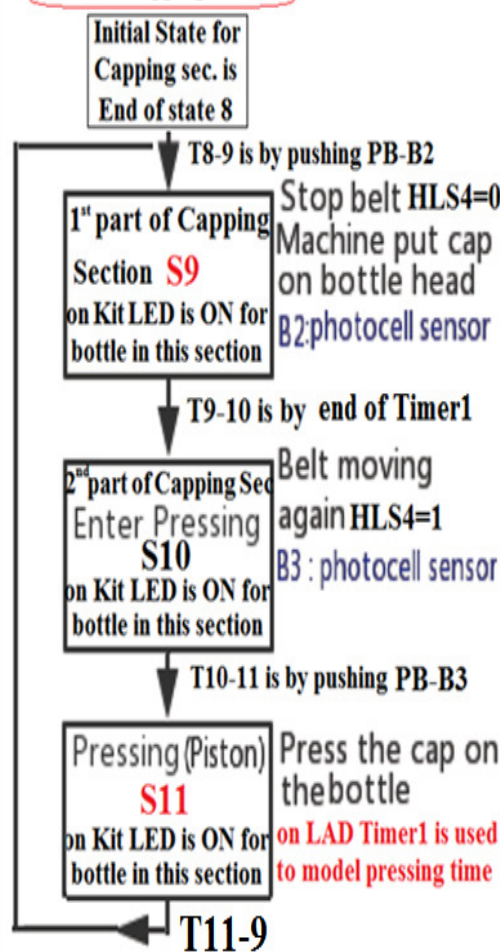 Initial State for
Capping sec. is
End of state 8
T8-9 is by pushing PB-B2
1st part of Capping
Section S9
on Kit LED is ON for
bottle in this section
Stop belt HLS4=0
Machine put cap
on bottle head
B2:photocell sensor
T9-10 is by end of Timer1
2nd part of Capping Sec
Enter Pressing
S10
on Kit LED is ON for
bottle in this section
Belt moving
again HLS4=1
B3 : photocell sensor
T10-11 is by pushing PB-B3
Pressing (Piston)
S11
on Kit LED is ON for
bottle in this section
Press the cap on
the bottle
on LAD Timer1 is used
to model pressing time
T11-9